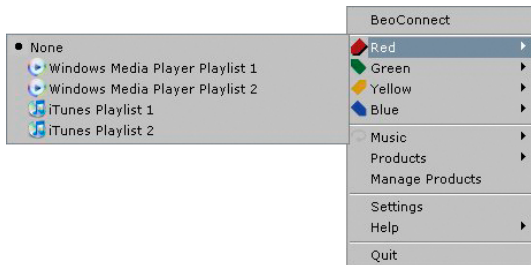 BeoConnect
Red
Green
Yellow
Blue
Music
Products
Manage Products
Settings
Help
Quit
None
Windows Media Player Playlist 1
Windows Media Player Playlist 2
iTunes Playlist 1
iTunes Playlist 2